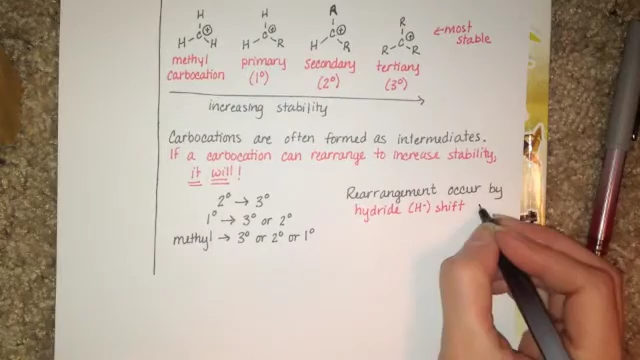 H H R R
C⊕ C⊕ C⊕ C⊕
H H H R H R R R
←most stable
methyl carbocation
primary (1°)
secondary (2°)
tertiary (3°)
increasing stability
Carbocations are often formed as intermediates.
If a carbocation can rearrange to increase stability,
it will!
2° → 3°
1° → 3° or 2°
methyl → 3° or 2° or 1°
Rearrangement occur by
hydride (H⁻) shift